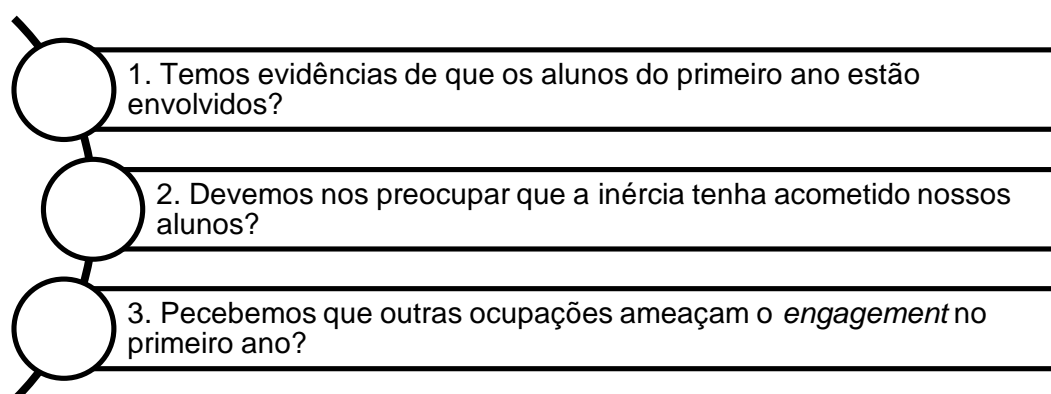 1. Temos evidências de que os alunos do primeiro ano estão
envolvidos?
2. Devemos nos preocupar que a inércia tenha acometido nossos
alunos?
3. Pecebemos que outras ocupações ameaçam o engagement no
primeiro ano?